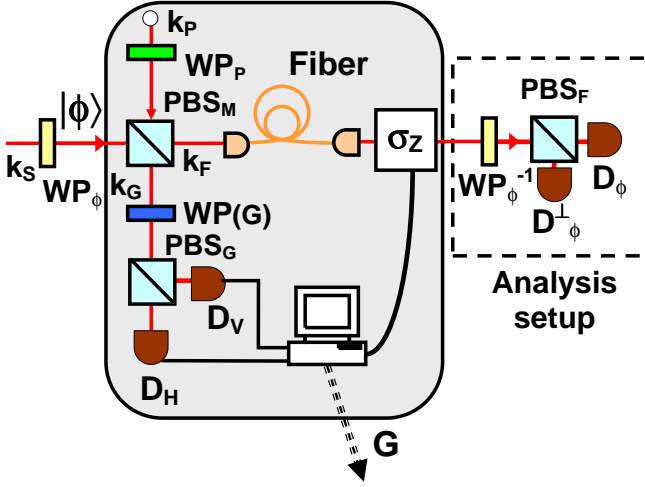 k_P
WP_P
Fiber
|ϕ⟩
PBS_M
PBS_F
σ_Z
k_S
WP_ϕ
k_G
k_F
WP_ϕ^-1
D_ϕ
D^⊥_ϕ
WP(G)
PBS_G
D_V
D_H
Analysis
setup
G